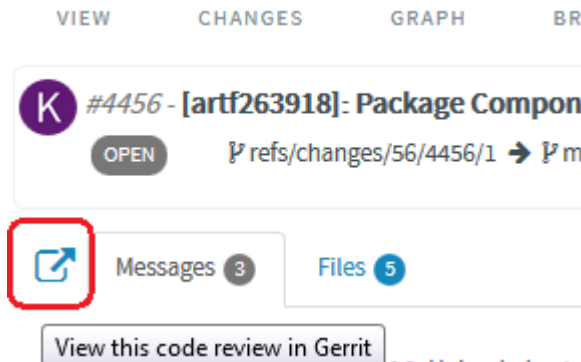 VIEW CHANGES GRAPH BR
K #4456 - [artf263918]: Package Compon
OPEN refs/changes/56/4456/1 → m
Messages 3 Files 5
View this code review in Gerrit